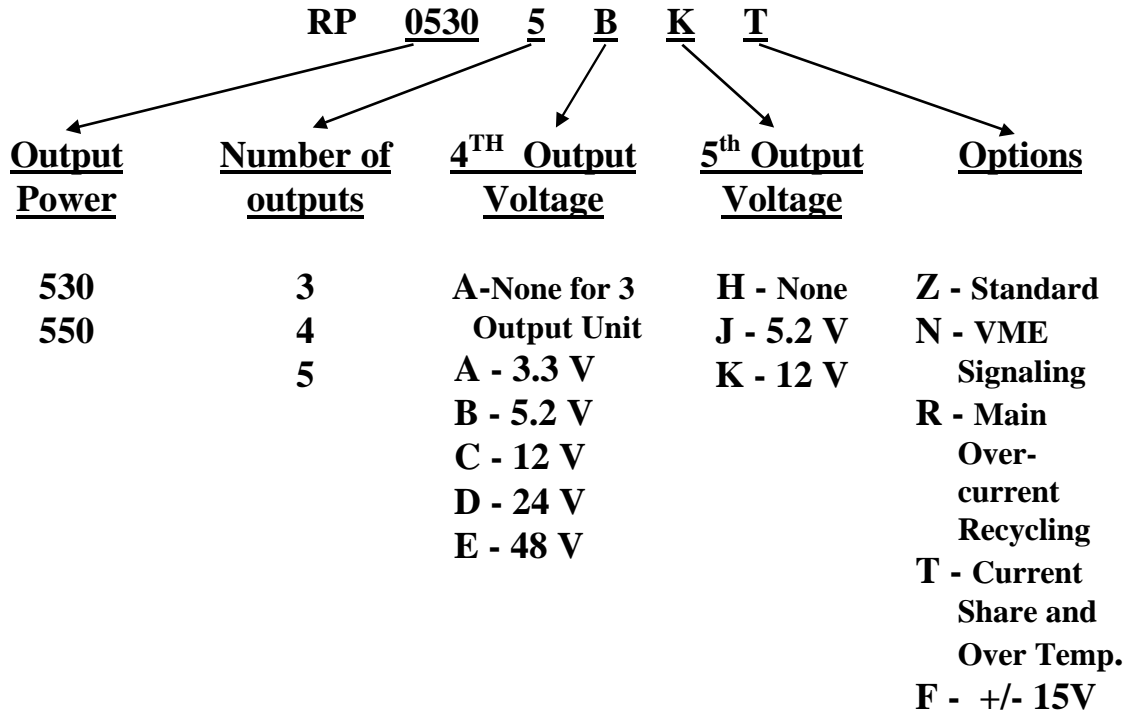 RP 0530 5 B K T
Output Power
Number of outputs
4TH Output Voltage
5th Output Voltage
Options
530
550
3
4
5
A-None for 3
Output Unit
A - 3.3 V
B - 5.2 V
C - 12 V
D - 24 V
E - 48 V
H - None
J - 5.2 V
K - 12 V
Z - Standard
N - VME
Signaling
R - Main
Over-
current
Recycling
T - Current
Share and
Over Temp.
F - +/- 15V